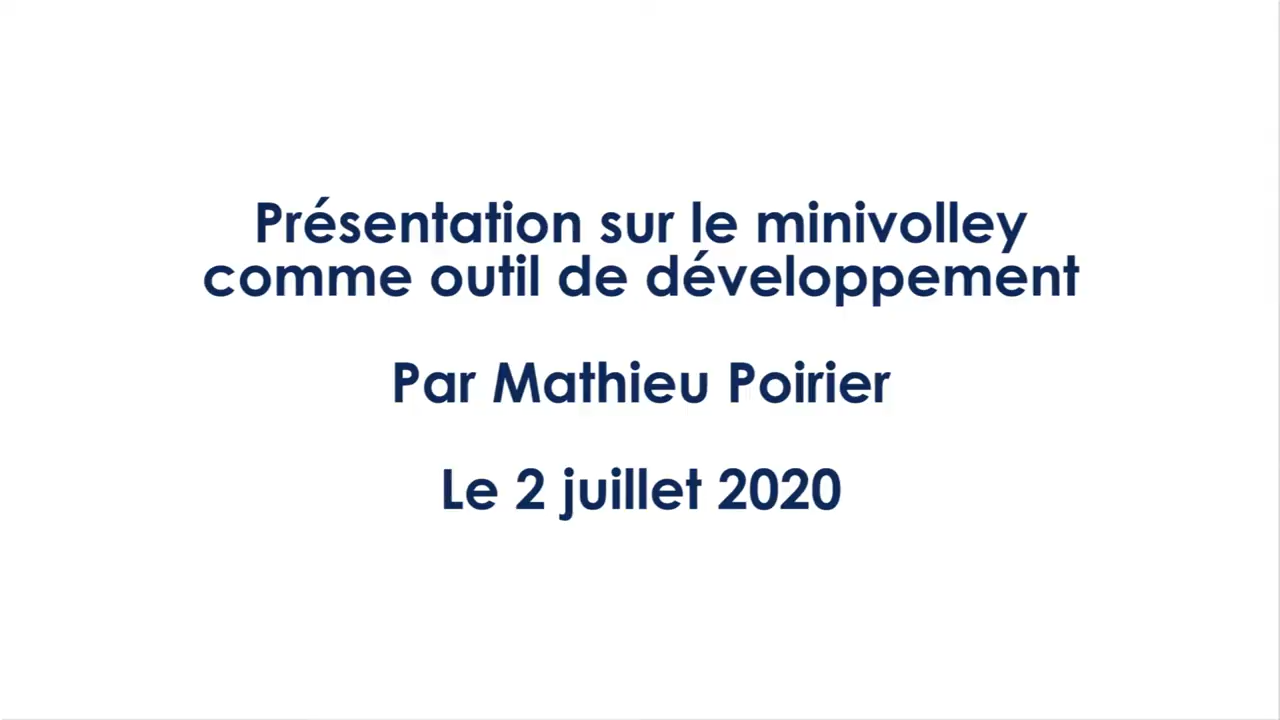 Présentation sur le minivolley
comme outil de développement
Par Mathieu Poirier
Le 2 juillet 2020